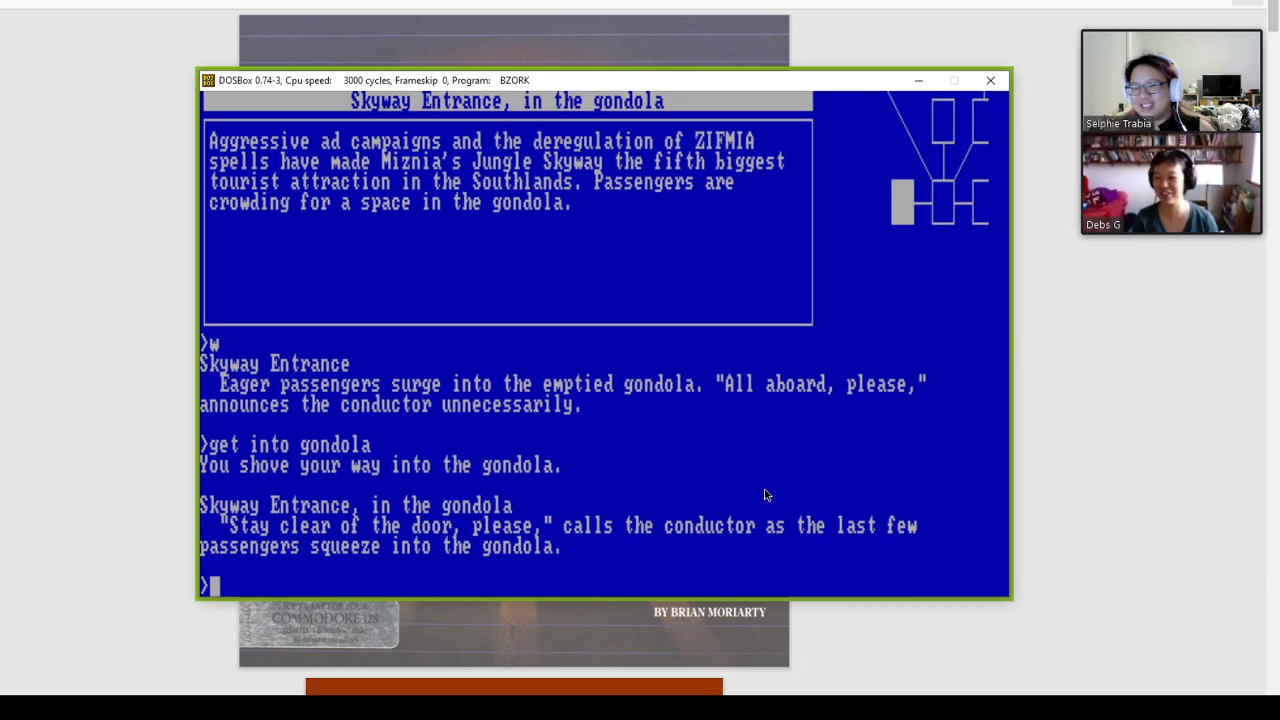 DOSBox 0.74-3, Cpu speed: 3000 cycles, Frameskip 0, Program: BZORK
Skyway Entrance, in the gondola
Aggressive ad campaigns and the deregulation of ZIFMIA
spells have made Miznia's Jungle Skyway the fifth biggest
tourist attraction in the Southlands. Passengers are
crowding for a space in the gondola.
>w
Skyway Entrance
Eager passengers surge into the emptied gondola. "All aboard, please,"
announces the conductor unnecessarily.
>get into gondola
You shove your way into the gondola.
Skyway Entrance, in the gondola
"Stay clear of the door, please," calls the conductor as the last few
passengers squeeze into the gondola.
>
SOFTWARE FOR YOUR
COMMODORE 128
BY BRIAN MORIARTY
Selphie Trabia
Debs G